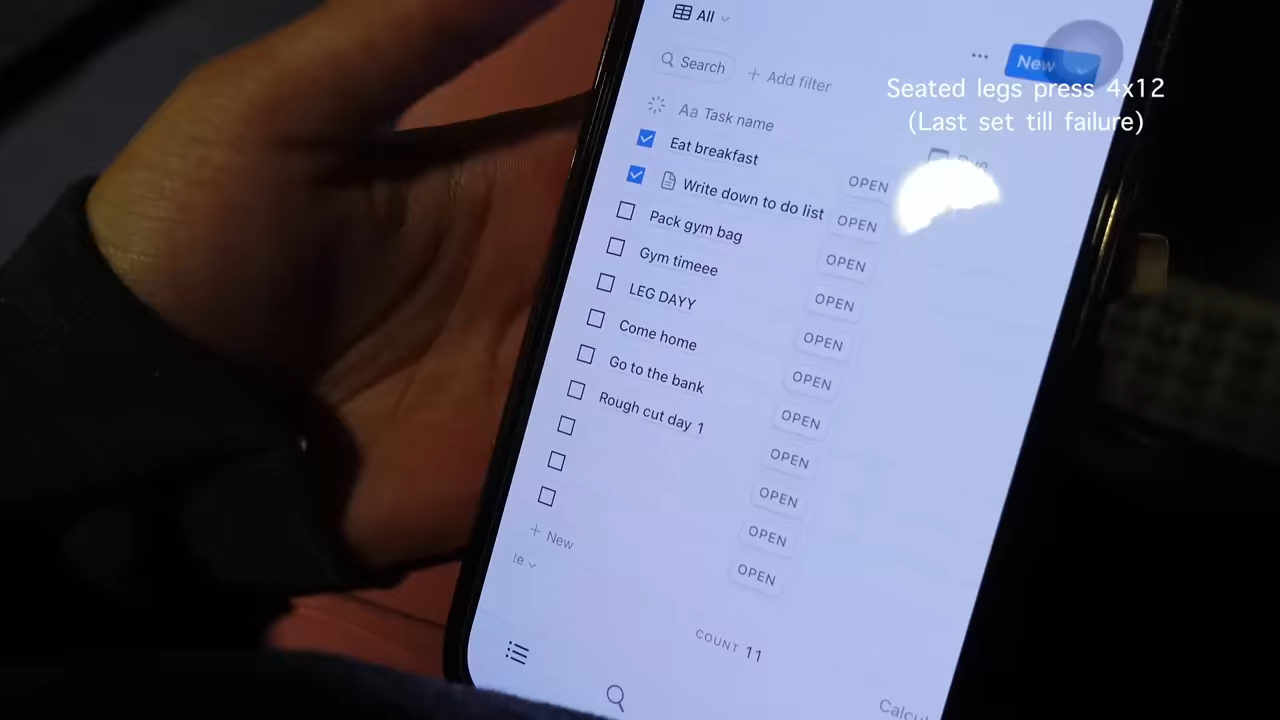 All
New
Search
+ Add filter
Seated legs press 4x12
(Last set till failure)
Aa Task name
Eat breakfast
OPEN
Write down to do list
OPEN
Pack gym bag
OPEN
Gym timeee
OPEN
LEG DAYY
OPEN
Come home
OPEN
Go to the bank
OPEN
Rough cut day 1
OPEN
OPEN
OPEN
OPEN
+ New
COUNT 11